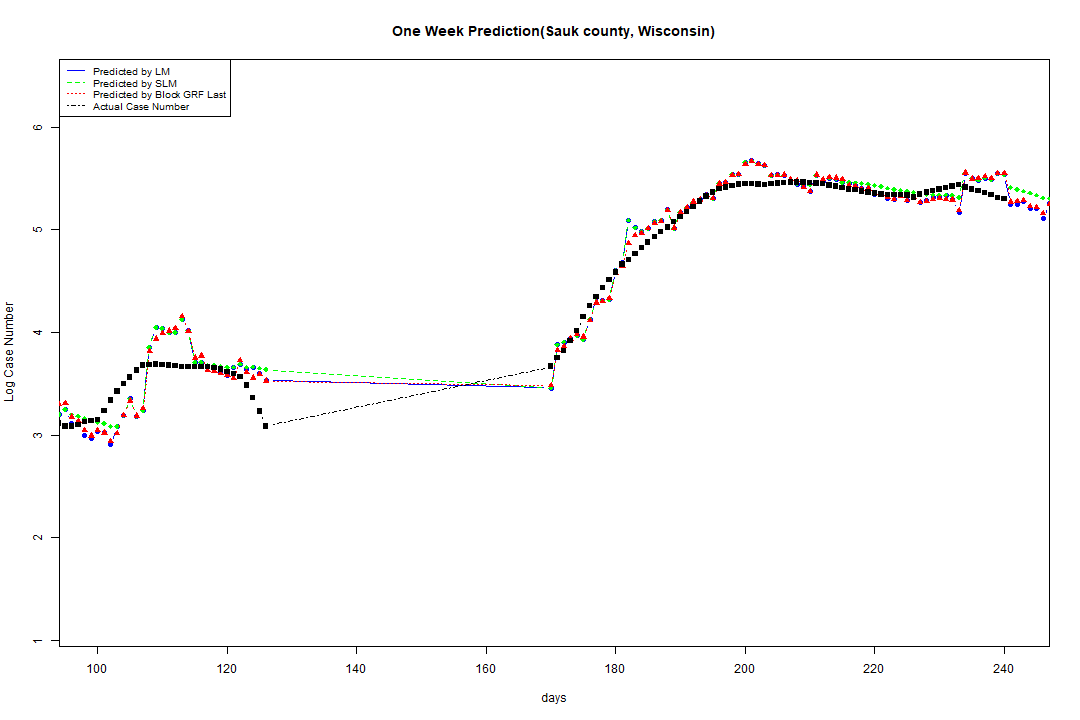 One Week Prediction(Sauk county, Wisconsin)
Predicted by LM
Predicted by SLM
Predicted by Block GRF Last
Actual Case Number
Log Case Number
6
5
4
3
2
1
100 120 140 160 180 200 220 240
days